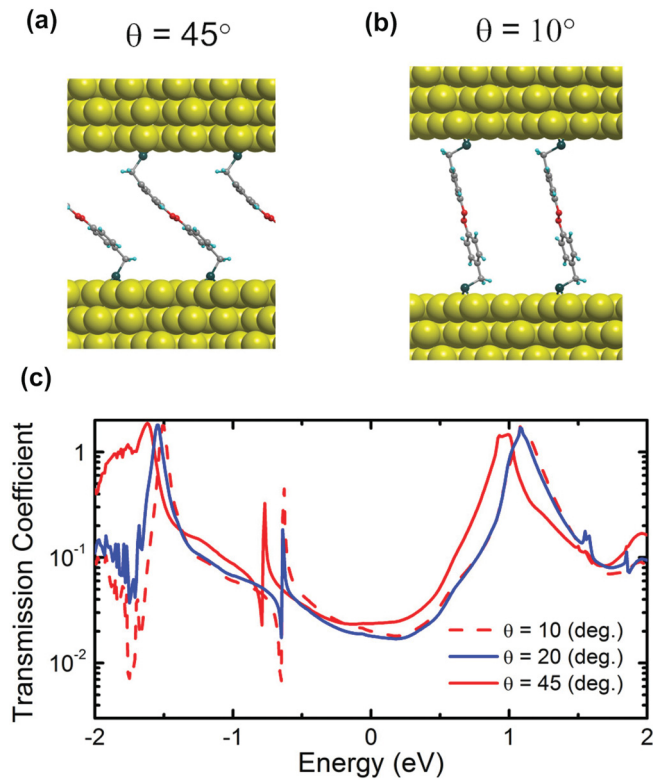 (a)
θ = 45°
(b)
θ = 10°
(c)
Transmission Coefficient
1
10⁻¹
10⁻²
θ = 10 (deg.)
θ = 20 (deg.)
θ = 45 (deg.)
-2 -1 0 1 2
Energy (eV)